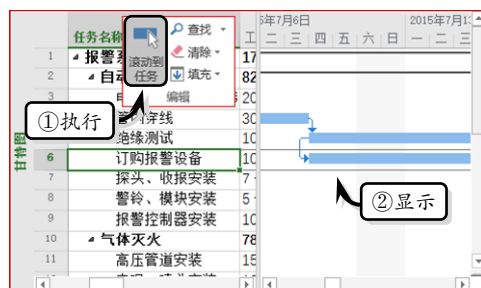 5年7月6日 2015年7月1
任务名称 工 二 三 四 五 六 日 一 二 三
查找
清除
填充
滚动到
任务
编辑
1 报警系 17
2 自动 82
3 20
①执行
4 管内穿线 30
5 绝缘测试 10
6 订购报警设备 10
7 探头、收报安装 7
8 警铃、模块安装 5
9 报警控制器安装 10
10 气体灭火 78
11 高压管道安装 15
②显示
甘特图